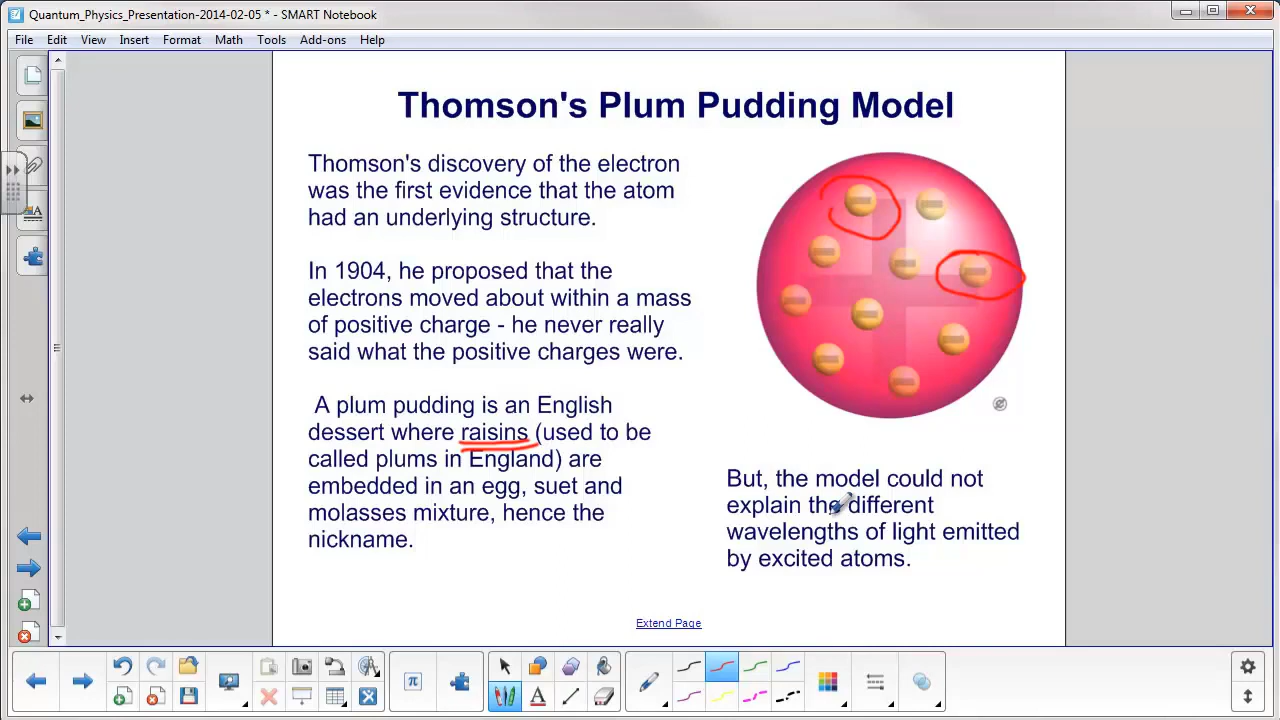 Quantum_Physics_Presentation-2014-02-05 * - SMART Notebook
File Edit View Insert Format Math Tools Add-ons Help
Thomson's Plum Pudding Model
Thomson's discovery of the electron
was the first evidence that the atom
had an underlying structure.
In 1904, he proposed that the
electrons moved about within a mass
of positive charge - he never really
said what the positive charges were.
A plum pudding is an English
dessert where raisins (used to be
called plums in England) are
embedded in an egg, suet and
molasses mixture, hence the
nickname.
But, the model could not
explain the different
wavelengths of light emitted
by excited atoms.
Extend Page